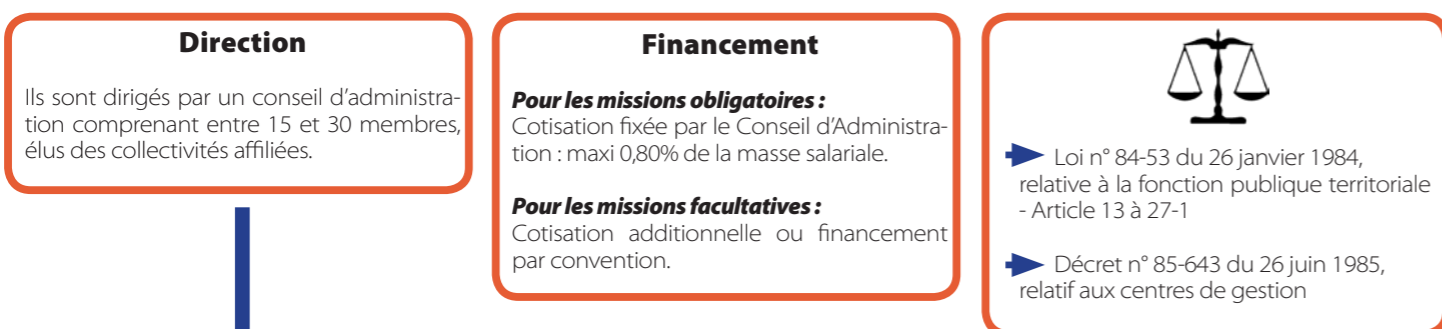 Direction
Ils sont dirigés par un conseil d'administra-
tion comprenant entre 15 et 30 membres,
élus des collectivités affiliées.
Financement
Pour les missions obligatoires :
Cotisation fixée par le Conseil d'Administra-
tion : maxi 0,80% de la masse salariale.
Pour les missions facultatives :
Cotisation additionnelle ou financement
par convention.
Loi n° 84-53 du 26 janvier 1984,
relative à la fonction publique territoriale
- Article 13 à 27-1
Décret n° 85-643 du 26 juin 1985,
relatif aux centres de gestion